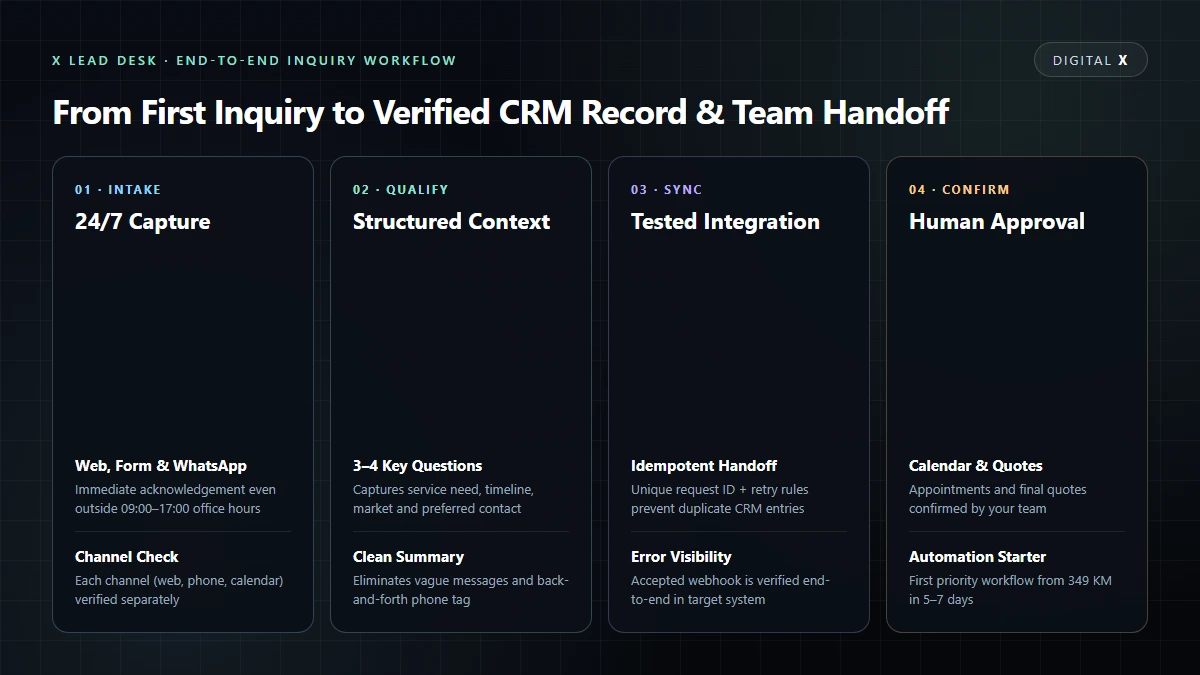 X LEAD DESK · END-TO-END INQUIRY WORKFLOW
DIGITAL X
From First Inquiry to Verified CRM Record & Team Handoff
01 · INTAKE
24/7 Capture
Web, Form & WhatsApp
Immediate acknowledgement even
outside 09:00–17:00 office hours
Channel Check
Each channel (web, phone, calendar)
verified separately
02 · QUALIFY
Structured Context
3–4 Key Questions
Captures service need, timeline,
market and preferred contact
Clean Summary
Eliminates vague messages and back-
and-forth phone tag
03 · SYNC
Tested Integration
Idempotent Handoff
Unique request ID + retry rules
prevent duplicate CRM entries
Error Visibility
Accepted webhook is verified end-
to-end in target system
04 · CONFIRM
Human Approval
Calendar & Quotes
Appointments and final quotes
confirmed by your team
Automation Starter
First priority workflow from 349 KM
in 5–7 days